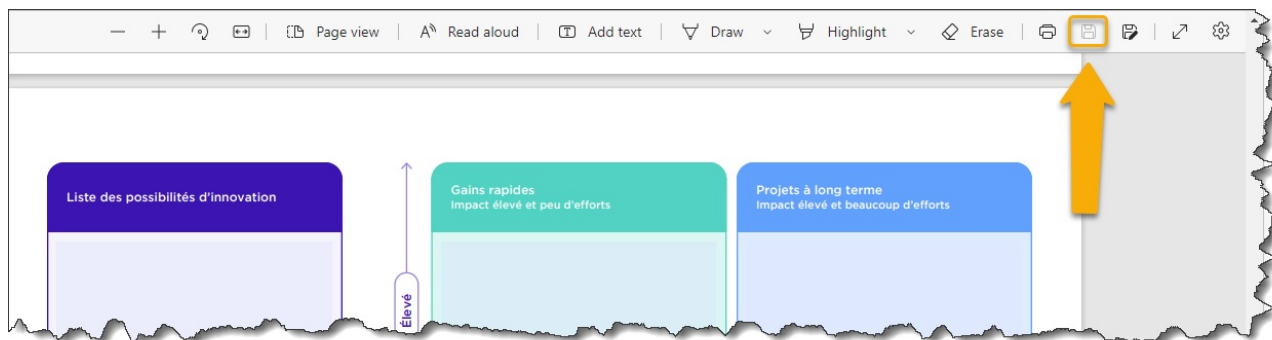 Page view Read aloud Add text Draw Highlight Erase
Liste des possibilités d'innovation
Gains rapides
Impact élevé et peu d'efforts
Projets à long terme
Impact élevé et beaucoup d'efforts
Élevé